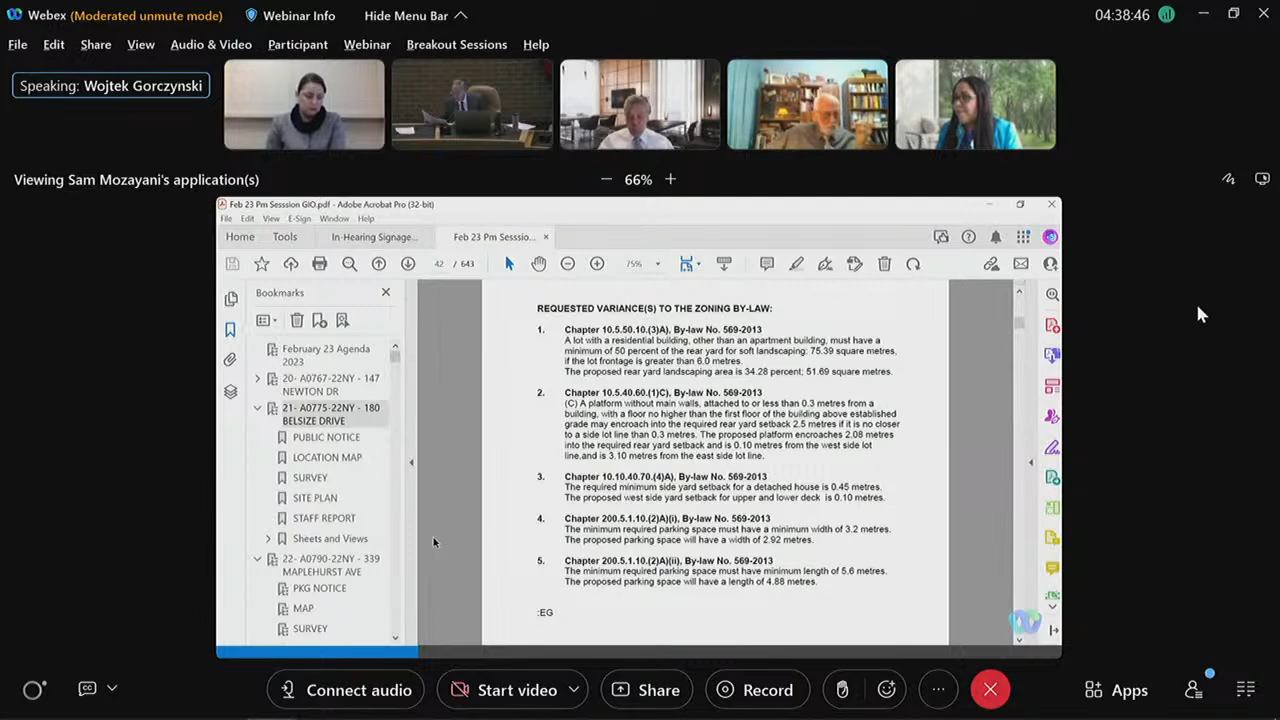 Webex (Moderated unmute mode) Webinar Info Hide Menu Bar 04:38:46
File Edit Share View Audio & Video Participant Webinar Breakout Sessions Help
Speaking: Wojtek Gorczynski
Viewing Sam Mozayani's application(s) 66%
Feb 23 Pm Sesssion GIO.pdf - Adobe Acrobat Pro (32-bit)
File Edit View E-Sign Window Help
Home Tools In-Hearing Signage... Feb 23 Pm Sesssio...
42 / 643 75%
Bookmarks
February 23 Agenda
2023
20- A0767-22NY - 147
NEWTON DR
21- A0775-22NY - 180
BELSIZE DRIVE
PUBLIC NOTICE
LOCATION MAP
SURVEY
SITE PLAN
STAFF REPORT
Sheets and Views
22- A0790-22NY - 339
MAPLEHURST AVE
PKG NOTICE
MAP
SURVEY
REQUESTED VARIANCE(S) TO THE ZONING BY-LAW:
1. Chapter 10.5.50.10.(3)A), By-law No. 569-2013
A lot with a residential building, other than an apartment building, must have a
minimum of 50 percent of the rear yard for soft landscaping: 75.39 square metres,
if the lot frontage is greater than 6.0 metres.
The proposed rear yard landscaping area is 34.28 percent; 51.69 square metres.
2. Chapter 10.5.40.60.(1)C), By-law No. 569-2013
(C) A platform without main walls, attached to or less than 0.3 metres from a
building, with a floor no higher than the first floor of the building above established
grade may encroach into the required rear yard setback 2.5 metres if it is no closer
to a side lot line than 0.3 metres. The proposed platform encroaches 2.08 metres
into the required rear yard setback and is 0.10 metres from the west side lot
line,and is 3.10 metres from the east side lot line.
3. Chapter 10.10.40.70.(4)A), By-law No. 569-2013
The required minimum side yard setback for a detached house is 0.45 metres.
The proposed west side yard setback for upper and lower deck is 0.10 metres.
4. Chapter 200.5.1.10.(2)A)(i), By-law No. 569-2013
The minimum required parking space must have a minimum width of 3.2 metres.
The proposed parking space will have a width of 2.92 metres.
5. Chapter 200.5.1.10.(2)A)(ii), By-law No. 569-2013
The minimum required parking space must have minimum length of 5.6 metres.
The proposed parking space will have a length of 4.88 metres.
:EG
Connect audio Start video Share Record Apps